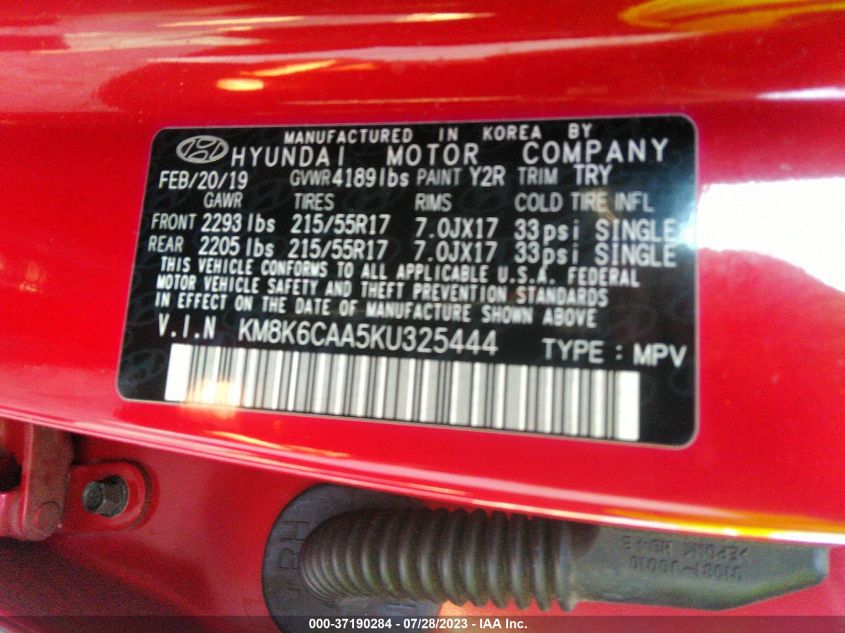 MANUFACTURED IN KOREA BY
HYUNDAI MOTOR COMPANY
FEB/20/19 GVWR 4189lbs PAINT Y2R TRIM TRY
GAWR TIRES RIMS COLD TIRE INFL
FRONT 2293 lbs 215/55R17 7.0JX17 33psi SINGLE
REAR 2205 lbs 215/55R17 7.0JX17 33psi SINGLE
THIS VEHICLE CONFORMS TO ALL APPLICABLE U.S.A. FEDERAL
MOTOR VEHICLE SAFETY AND THEFT PREVENTION STANDARDS
IN EFFECT ON THE DATE OF MANUFACTURE SHOWN ABOVE
V.I.N KM8K6CAA5KU325444 TYPE : MPV
000-37190284 / 07/28/2023 - IAA Inc.